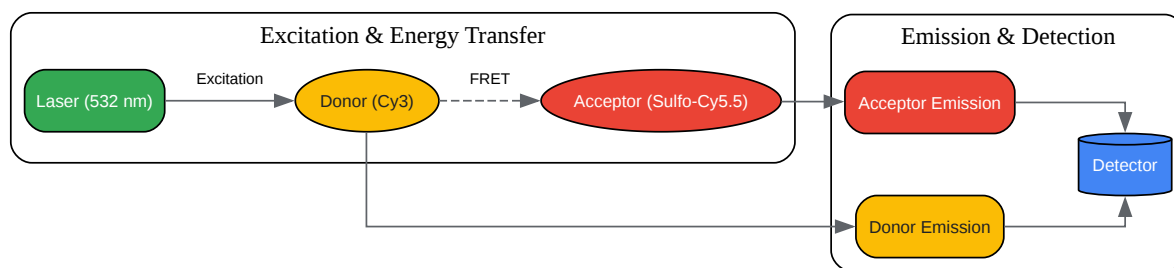 Excitation & Energy Transfer
Emission & Detection
Laser (532 nm)
Excitation
Donor (Cy3)
FRET
Acceptor (Sulfo-Cy5.5)
Acceptor Emission
Detector
Donor Emission